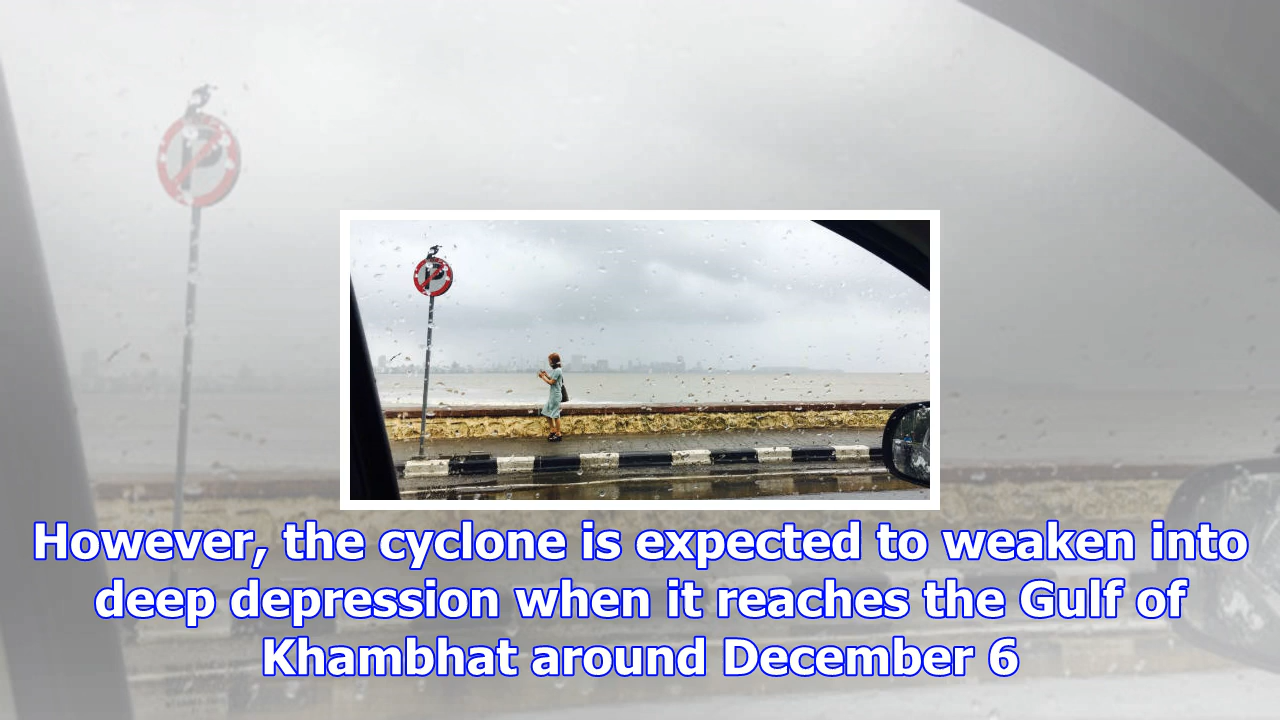 P
However, the cyclone is expected to weaken into
deep depression when it reaches the Gulf of
Khambhat around December 6